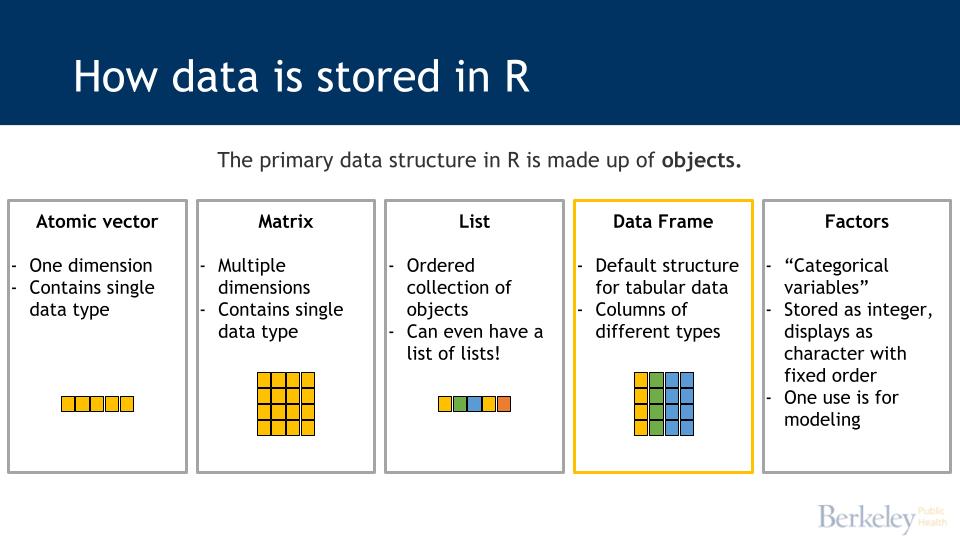 How data is stored in R
The primary data structure in R is made up of objects.
Atomic vector
- One dimension
- Contains single
data type
Matrix
- Multiple
dimensions
- Contains single
data type
List
- Ordered
collection of
objects
- Can even have a
list of lists!
Data Frame
- Default structure
for tabular data
- Columns of
different types
Factors
- “Categorical
variables”
- Stored as integer,
displays as
character with
fixed order
- One use is for
modeling
Berkeley Public
Health